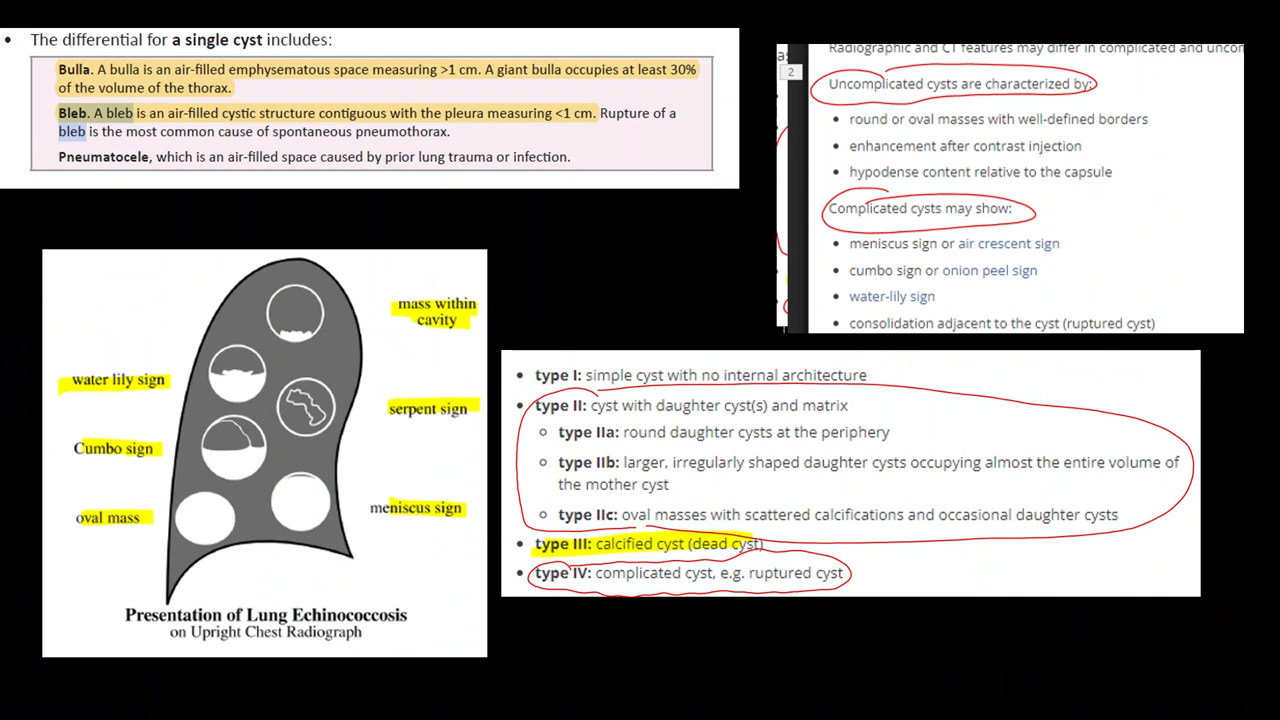 • The differential for a single cyst includes:
Bulla. A bulla is an air-filled emphysematous space measuring >1 cm. A giant bulla occupies at least 30%
of the volume of the thorax.
Bleb. A bleb is an air-filled cystic structure contiguous with the pleura measuring <1 cm. Rupture of a
bleb is the most common cause of spontaneous pneumothorax.
Pneumatocele, which is an air-filled space caused by prior lung trauma or infection.
Radiographic and CT features may differ in complicated and uncon
as
2
Uncomplicated cysts are characterized by:
• round or oval masses with well-defined borders
• enhancement after contrast injection
• hypodense content relative to the capsule
Complicated cysts may show:
• meniscus sign or air crescent sign
• cumbo sign or onion peel sign
• water-lily sign
• consolidation adjacent to the cyst (ruptured cyst)
mass within
cavity
water lily sign
serpent sign
Cumbo sign
meniscus sign
oval mass
Presentation of Lung Echinococcosis
on Upright Chest Radiograph
• type I: simple cyst with no internal architecture
• type II: cyst with daughter cyst(s) and matrix
type IIa: round daughter cysts at the periphery
type IIb: larger, irregularly shaped daughter cysts occupying almost the entire volume of
the mother cyst
type IIc: oval masses with scattered calcifications and occasional daughter cysts
• type III: calcified cyst (dead cyst)
• type IV: complicated cyst, e.g. ruptured cyst